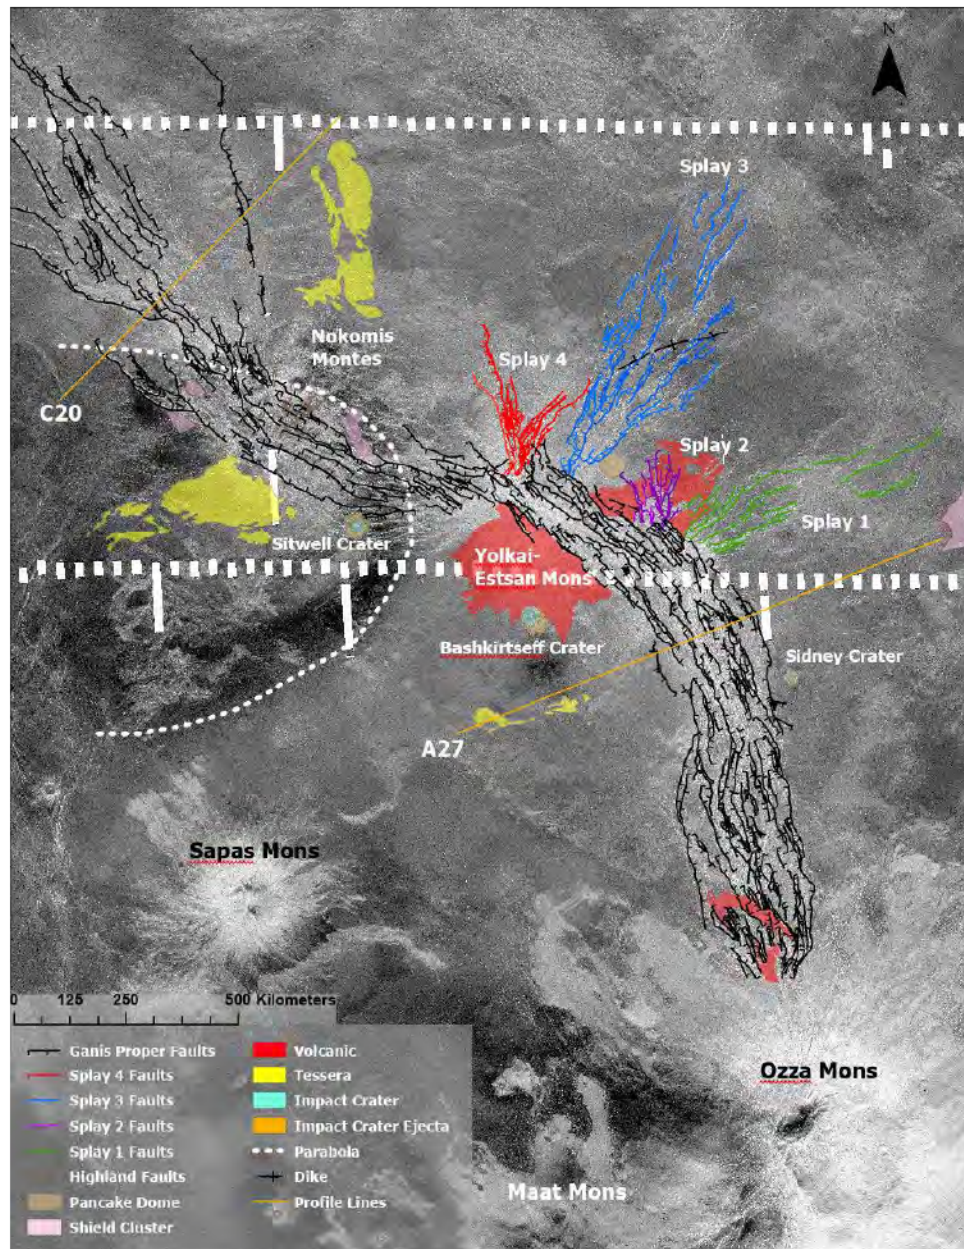 N
Splay 3
Nokomis
Montes
Splay 4
C20
Splay 2
Splay 1
Sitwell Crater
Yolkai-
Estsan Mons
Bashkirtseff Crater
Sidney Crater
A27
Sapas Mons
0 125 250 500 Kilometers
Ozza Mons
Maat Mons
Ganis Proper Faults
Splay 4 Faults
Splay 3 Faults
Splay 2 Faults
Splay 1 Faults
Highland Faults
Pancake Dome
Shield Cluster
Volcanic
Tessera
Impact Crater
Impact Crater Ejecta
Parabola
Dike
Profile Lines